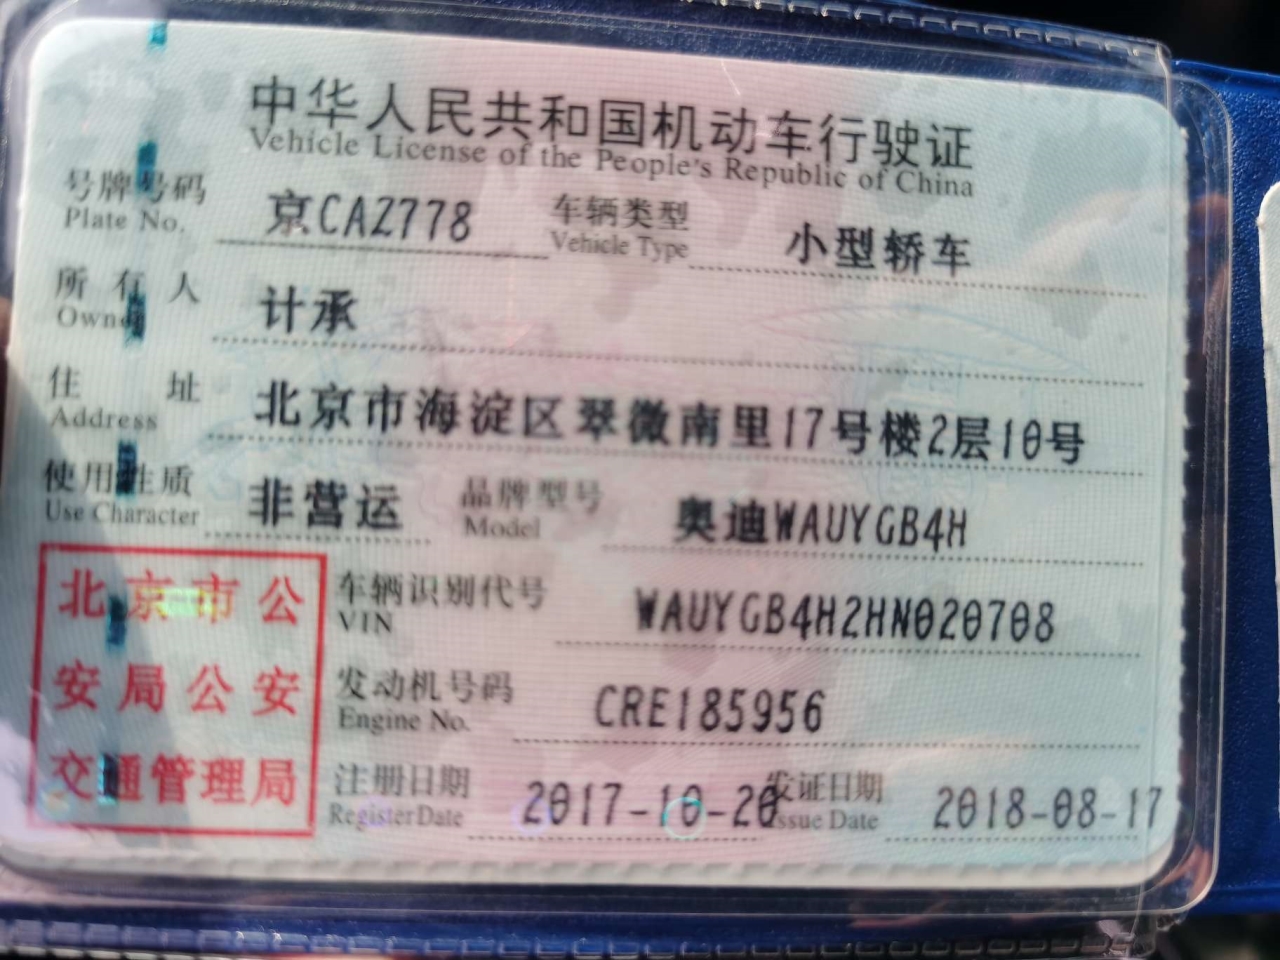 中华人民共和国机动车行驶证
Vehicle License of the People's Republic of China
号牌号码 京CAZ778 车辆类型 小型轿车
Plate No. Vehicle Type
所有人 计承
Owner
住址 北京市海淀区翠微南里17号楼2层10号
Address
使用性质 非营运 品牌型号 奥迪WAUYGB4H
Use Character Model
北京市公
安局公安
交通管理局
车辆识别代号 WAUYGB4H2HN020708
VIN
发动机号码 CRE185956
Engine No.
注册日期 2017-10-20 发证日期 2018-08-17
Register Date Issue Date